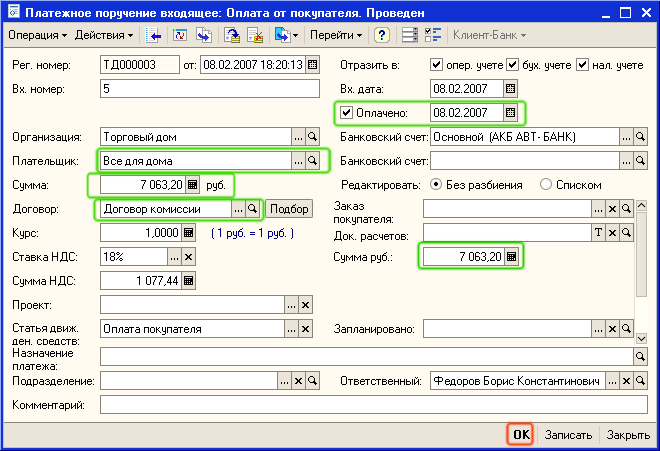 Платежное поручение входящее: Оплата от покупателя. Проведен
Операция Действия Перейти Клиент-Банк
Рег. номер: ТД000003 от: 08.02.2007 18:20:13 Отразить в: опер. учете бух. учете нал. учете
Вх. номер: 5 Вх. дата: 08.02.2007
Оплачено: 08.02.2007
Организация: Торговый дом Банковский счет: Основной (АКБ АВТ- БАНК)
Плательщик: Все для дома Банковский счет:
Сумма: 7 063,20 руб. Редактировать: Без разбиения Списком
Договор: Договор комиссии Подбор Заказ покупателя:
Курс: 1,0000 ( 1 руб. = 1 руб. ) Док. расчетов:
Ставка НДС: 18% Сумма руб.: 7 063,20
Сумма НДС: 1 077,44
Проект:
Статья движ. ден. средств: Оплата покупателя Запланировано:
Назначение платежа:
Подразделение: Ответственный: Федоров Борис Константинович
Комментарий:
OK Записать Закрыть